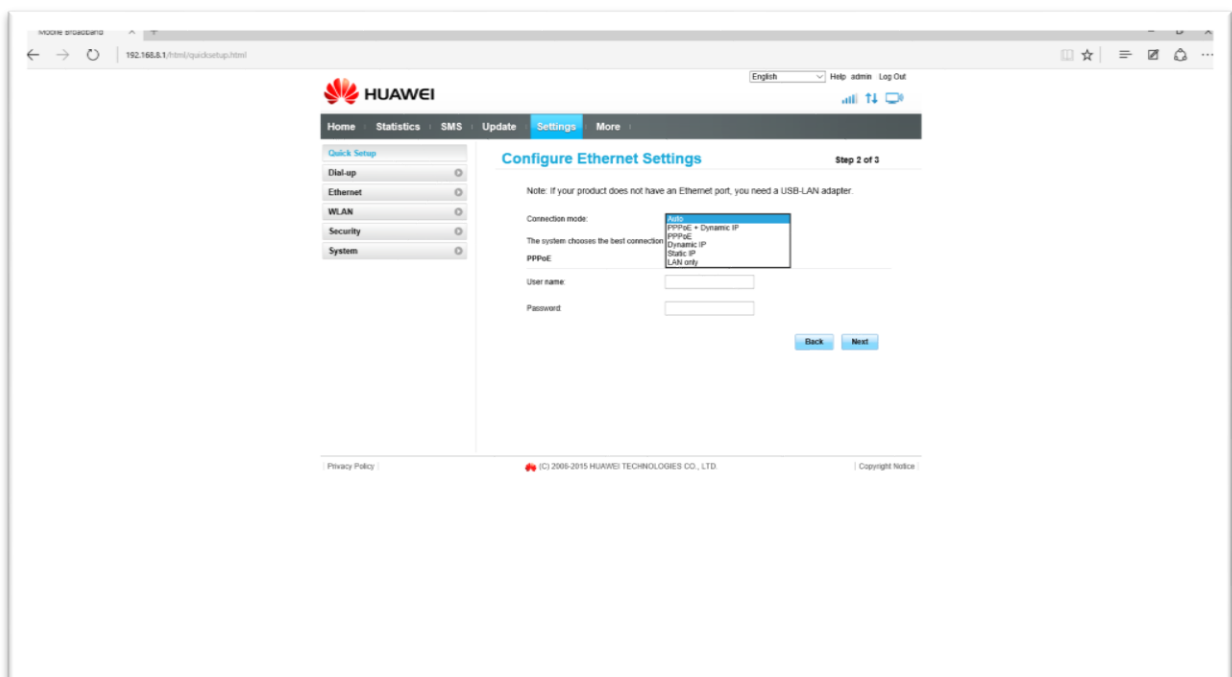 Mobile Broadband
192.168.8.1/html/quicksetup.html
English Help admin Log Out
HUAWEI
Home Statistics SMS Update Settings More
Quick Setup
Dial-up
Ethernet
WLAN
Security
System
Configure Ethernet Settings
Step 2 of 3
Note: If your product does not have an Ethernet port, you need a USB-LAN adapter.
Connection mode:
Auto
PPPoE + Dynamic IP
PPPoE
Dynamic IP
Static IP
LAN only
The system chooses the best connection
PPPoE
User name:
Password:
Back Next
Privacy Policy
(C) 2006-2015 HUAWEI TECHNOLOGIES CO., LTD.
Copyright Notice